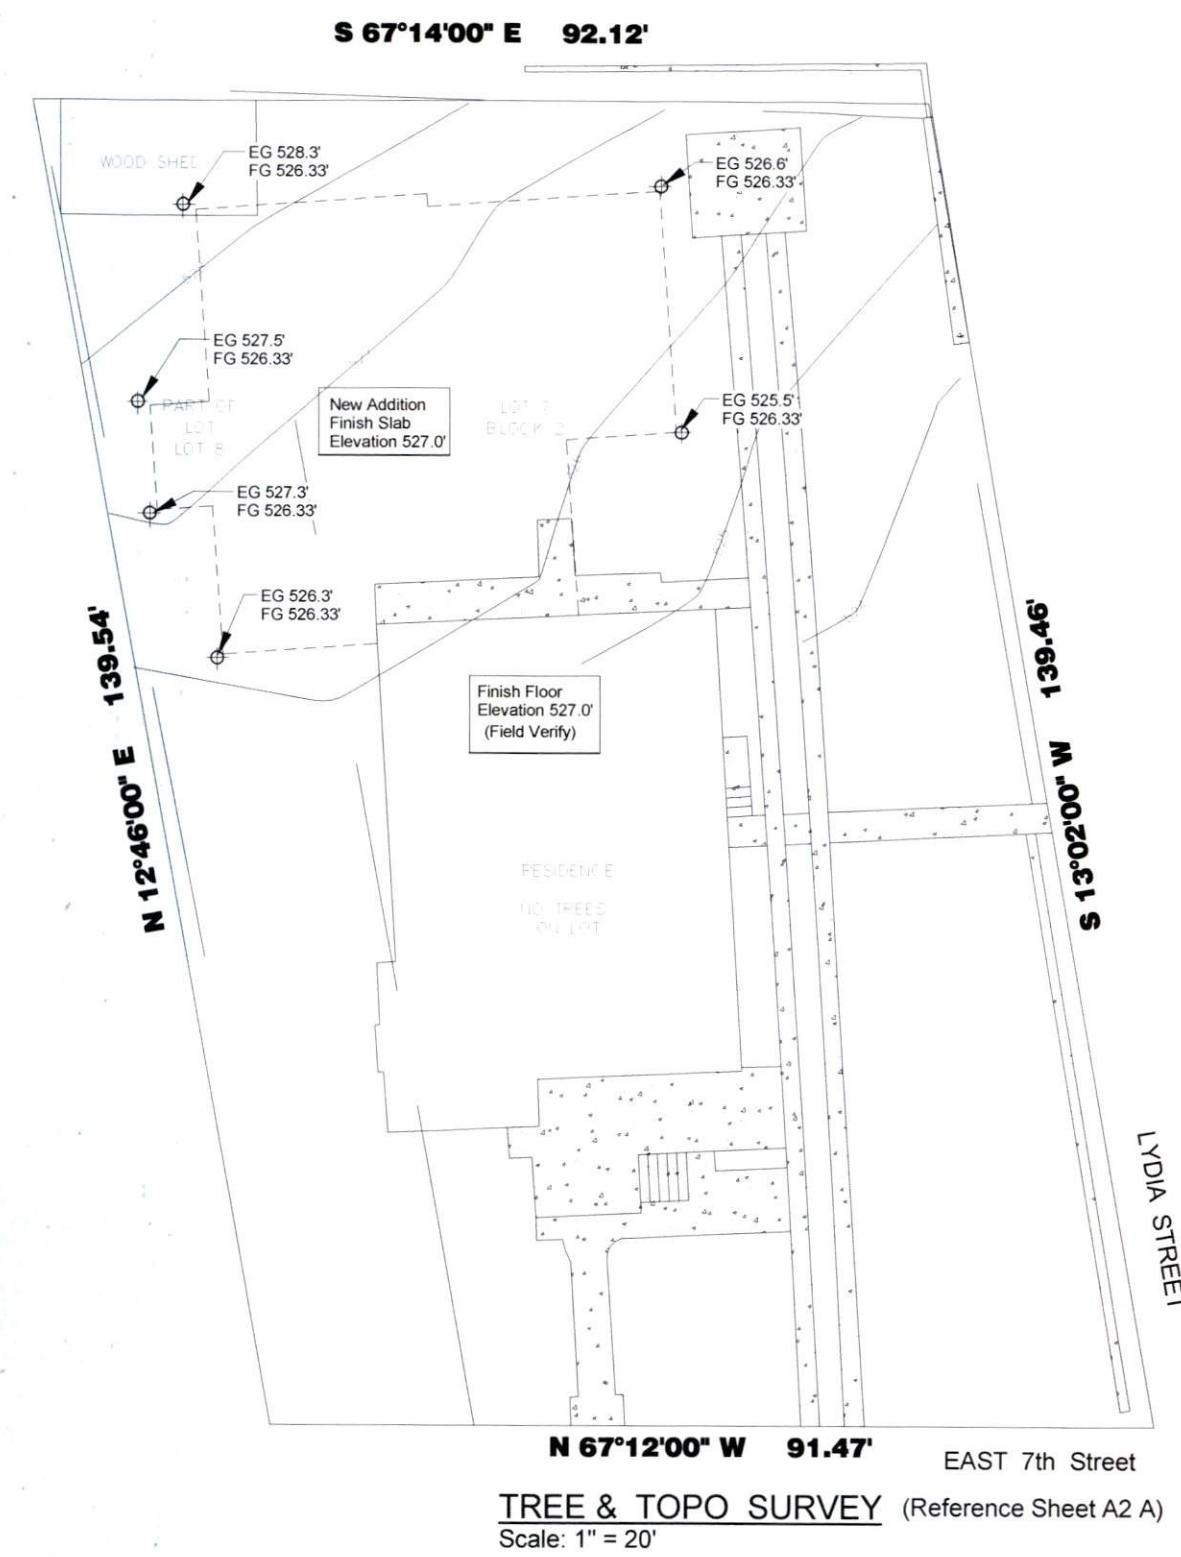 S 67°14'00" E 92.12'
WOOD SHED
EG 528.3'
FG 526.33'
EG 526.6'
FG 526.33'
EG 527.5'
FG 526.33'
PART OF
LOT
LOT 8
New Addition
Finish Slab
Elevation 527.0'
LOT 7
BLOCK 2
EG 525.5'
FG 526.33'
EG 527.3'
FG 526.33'
EG 526.3'
FG 526.33'
N 12°46'00" E 139.54'
Finish Floor
Elevation 527.0'
(Field Verify)
S 13°02'00" W 139.46'
RESIDENCE
NO TREES
ON LOT
LYDIA STREET
N 67°12'00" W 91.47'
EAST 7th Street
TREE & TOPO SURVEY (Reference Sheet A2 A)
Scale: 1" = 20'